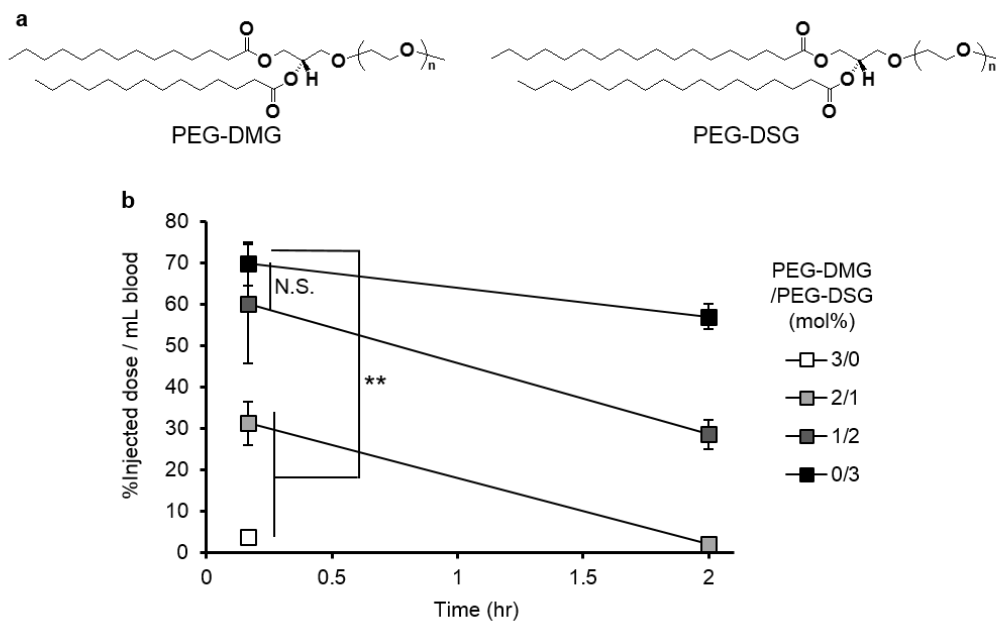 a
O
O
O
O
H
O
O
n
PEG-DMG
O
O
O
O
H
O
O
n
PEG-DSG
b
%Injected dose / mL blood
80
70
60
50
40
30
20
10
0
N.S.
**
0
0.5
1
1.5
2
Time (hr)
PEG-DMG
/PEG-DSG
(mol%)
3/0
2/1
1/2
0/3